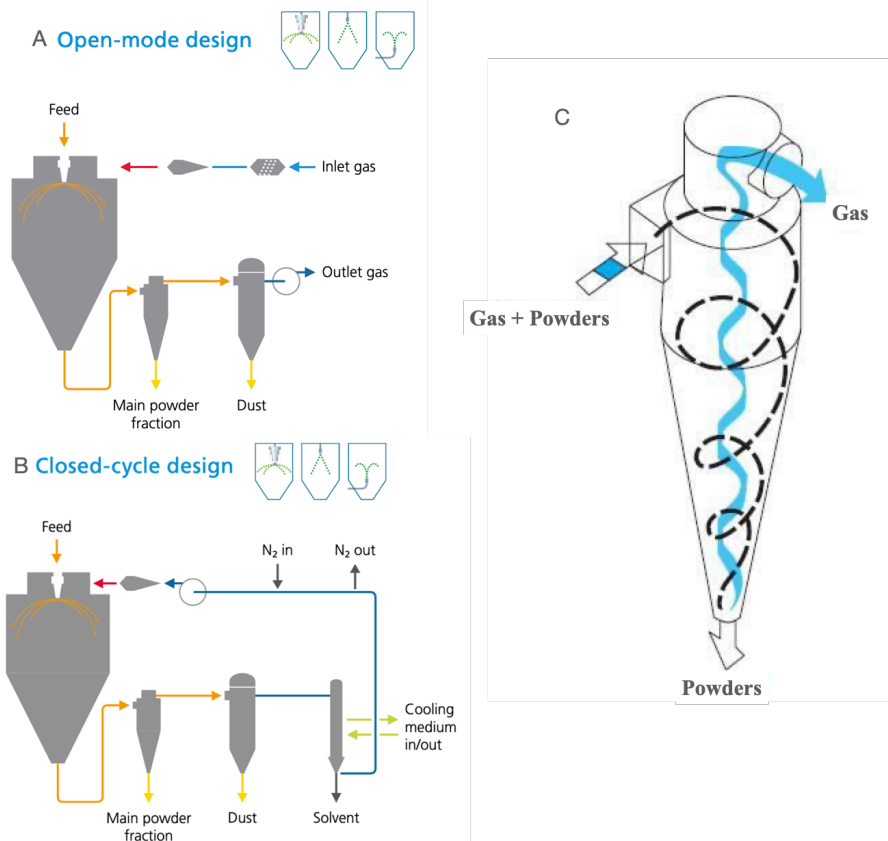 A Open-mode design
Feed
Inlet gas
Outlet gas
Main powder
fraction
Dust
B Closed-cycle design
Feed
N₂ in
N₂ out
Cooling
medium
in/out
Main powder
fraction
Dust
Solvent
C
Gas
Gas + Powders
Powders